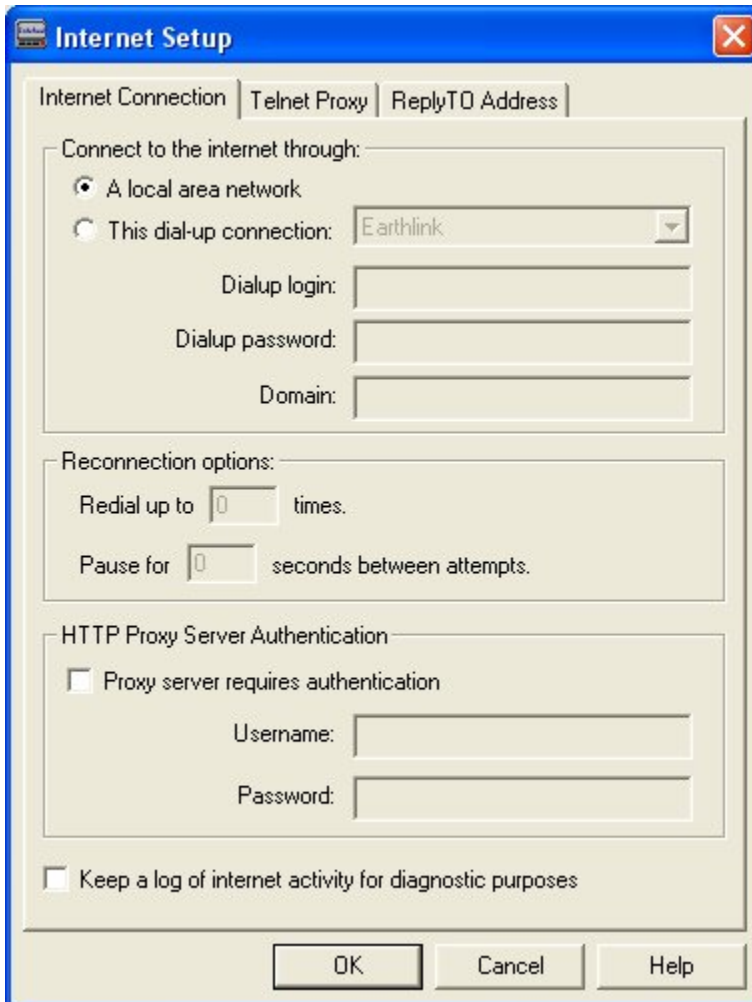 Internet Setup
Internet Connection Telnet Proxy ReplyTO Address
Connect to the internet through:
A local area network
This dial-up connection: Earthlink
Dialup login:
Dialup password:
Domain:
Reconnection options:
Redial up to 0 times.
Pause for 0 seconds between attempts.
HTTP Proxy Server Authentication
Proxy server requires authentication
Username:
Password:
Keep a log of internet activity for diagnostic purposes
OK Cancel Help